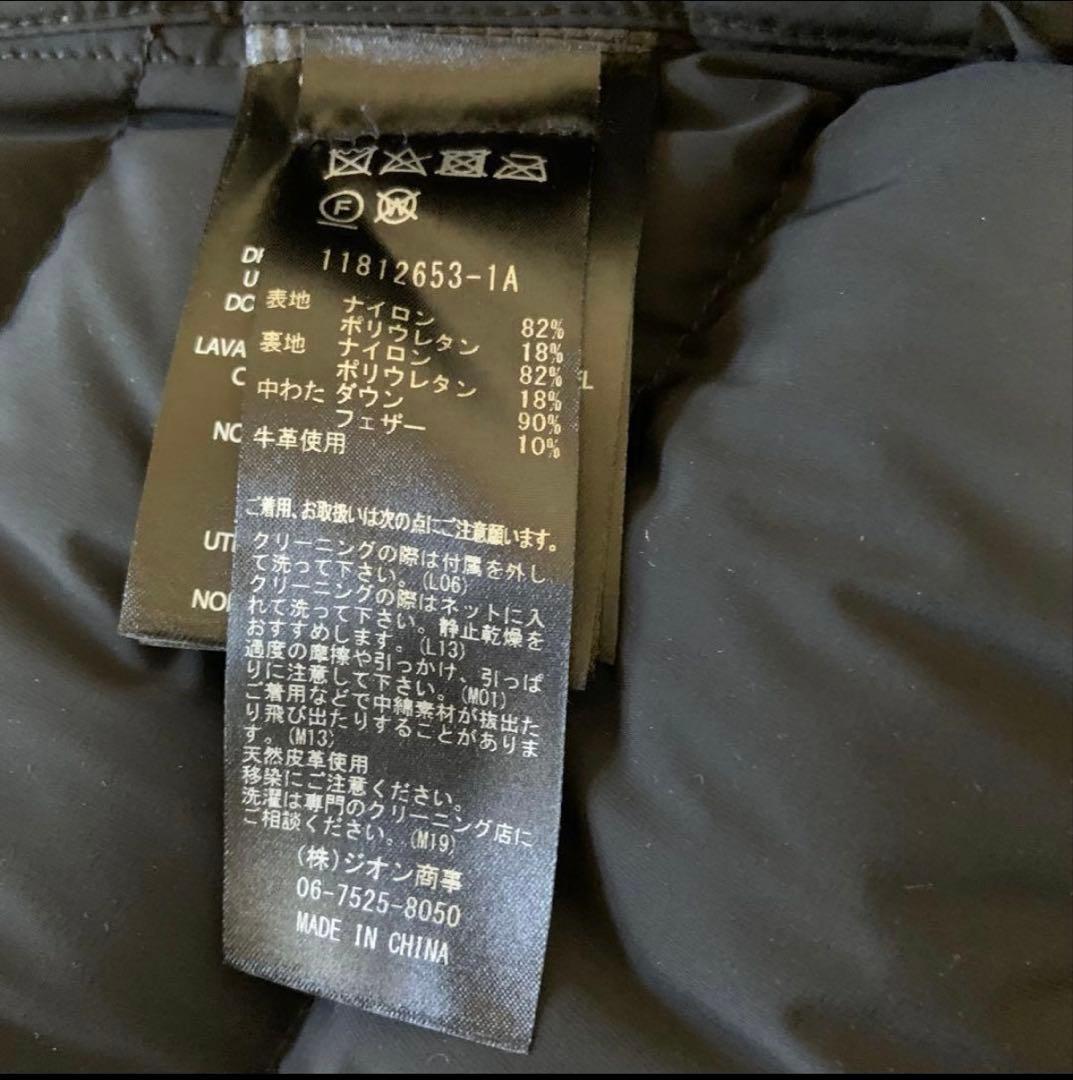 F
W
11812653-1A
表地 ナイロン 82%
ポリウレタン 18%
裏地 ナイロン 82%
ポリウレタン 18%
中わた ダウン 90%
フェザー 10%
牛革使用
ご着用、お取扱いは次の点にご注意願います。
クリーニングの際は付属を外し
て洗って下さい。(L06)
クリーニングの際はネットに入
れて洗って下さい。静止乾燥を
おすすめします。(L13)
過度の摩擦や引っかけ、引っぱ
りに注意して下さい。(M01)
ご着用などで中綿素材が抜出た
り飛び出たりすることがありま
す。(M13)
天然皮革使用
移染にご注意ください。
洗濯は専門のクリーニング店に
ご相談ください。(M19)
(株)ジオン商事
06-7525-8050
MADE IN CHINA